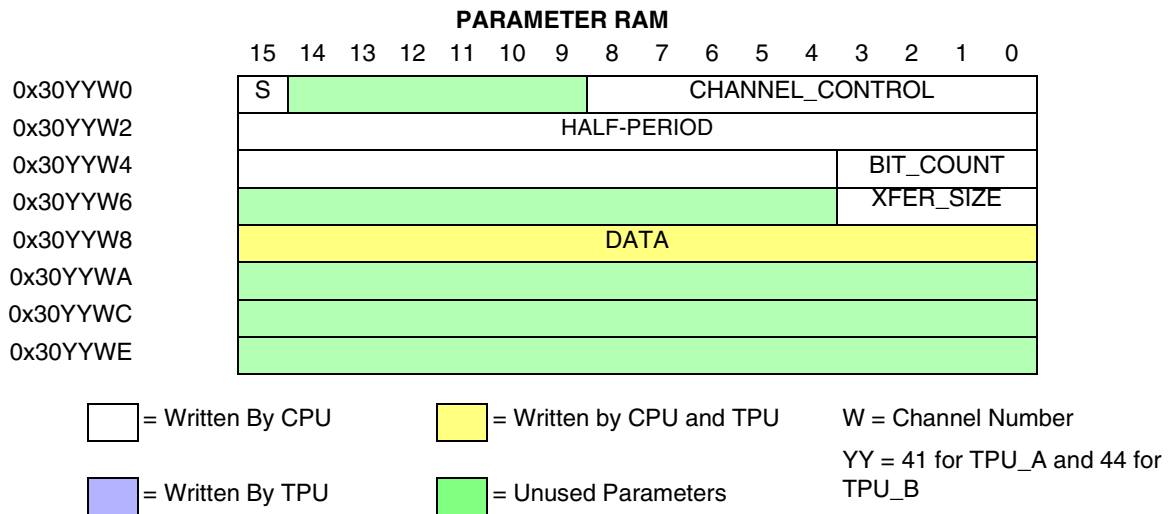 PARAMETER RAM
15 14 13 12 11 10 9 8 7 6 5 4 3 2 1 0
0x30YYW0 S CHANNEL_CONTROL
0x30YYW2 HALF-PERIOD
0x30YYW4 BIT_COUNT
0x30YYW6 XFER_SIZE
0x30YYW8 DATA
0x30YYWA
0x30YYWC
0x30YYWE
= Written By CPU = Written by CPU and TPU W = Channel Number
= Written By TPU = Unused Parameters YY = 41 for TPU_A and 44 for
TPU_B